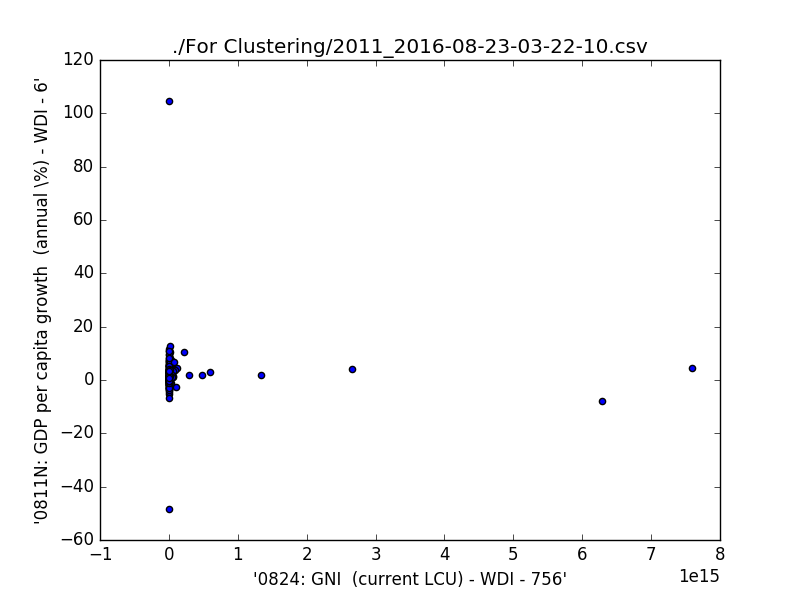 ./For Clustering/2011_2016-08-23-03-22-10.csv
120
100
80
60
40
20
0
−20
−40
−60
'0811N: GDP per capita growth  (annual \%) - WDI - 6'
−1 0 1 2 3 4 5 6 7 8
1e15
'0824: GNI  (current LCU) - WDI - 756'